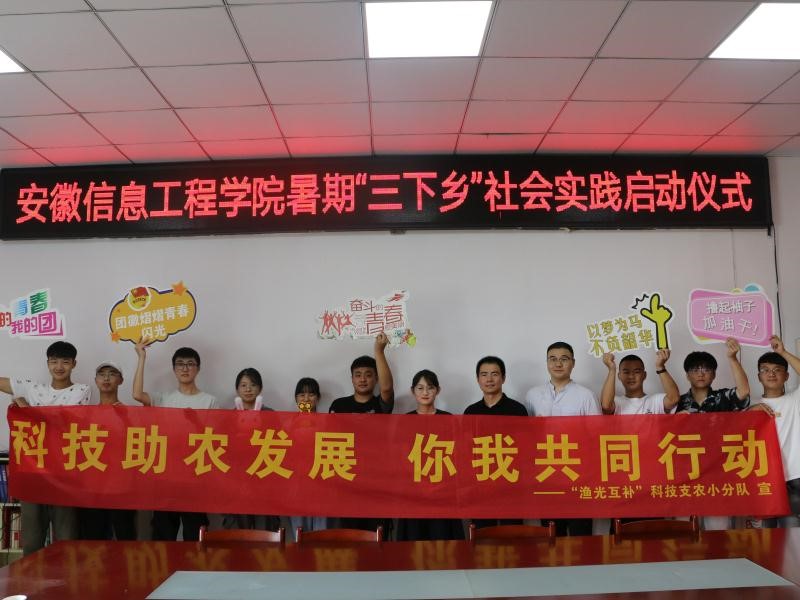 安徽信息工程学院暑期“三下乡”社会实践启动仪式
的青春
我的团
团徽熠熠青春
闪光
奋斗的
青春
以梦为马
不负韶华
撸起袖子
加油干!
科技助农发展 你我共同行动
——“渔光互补”科技支农小分队 宣